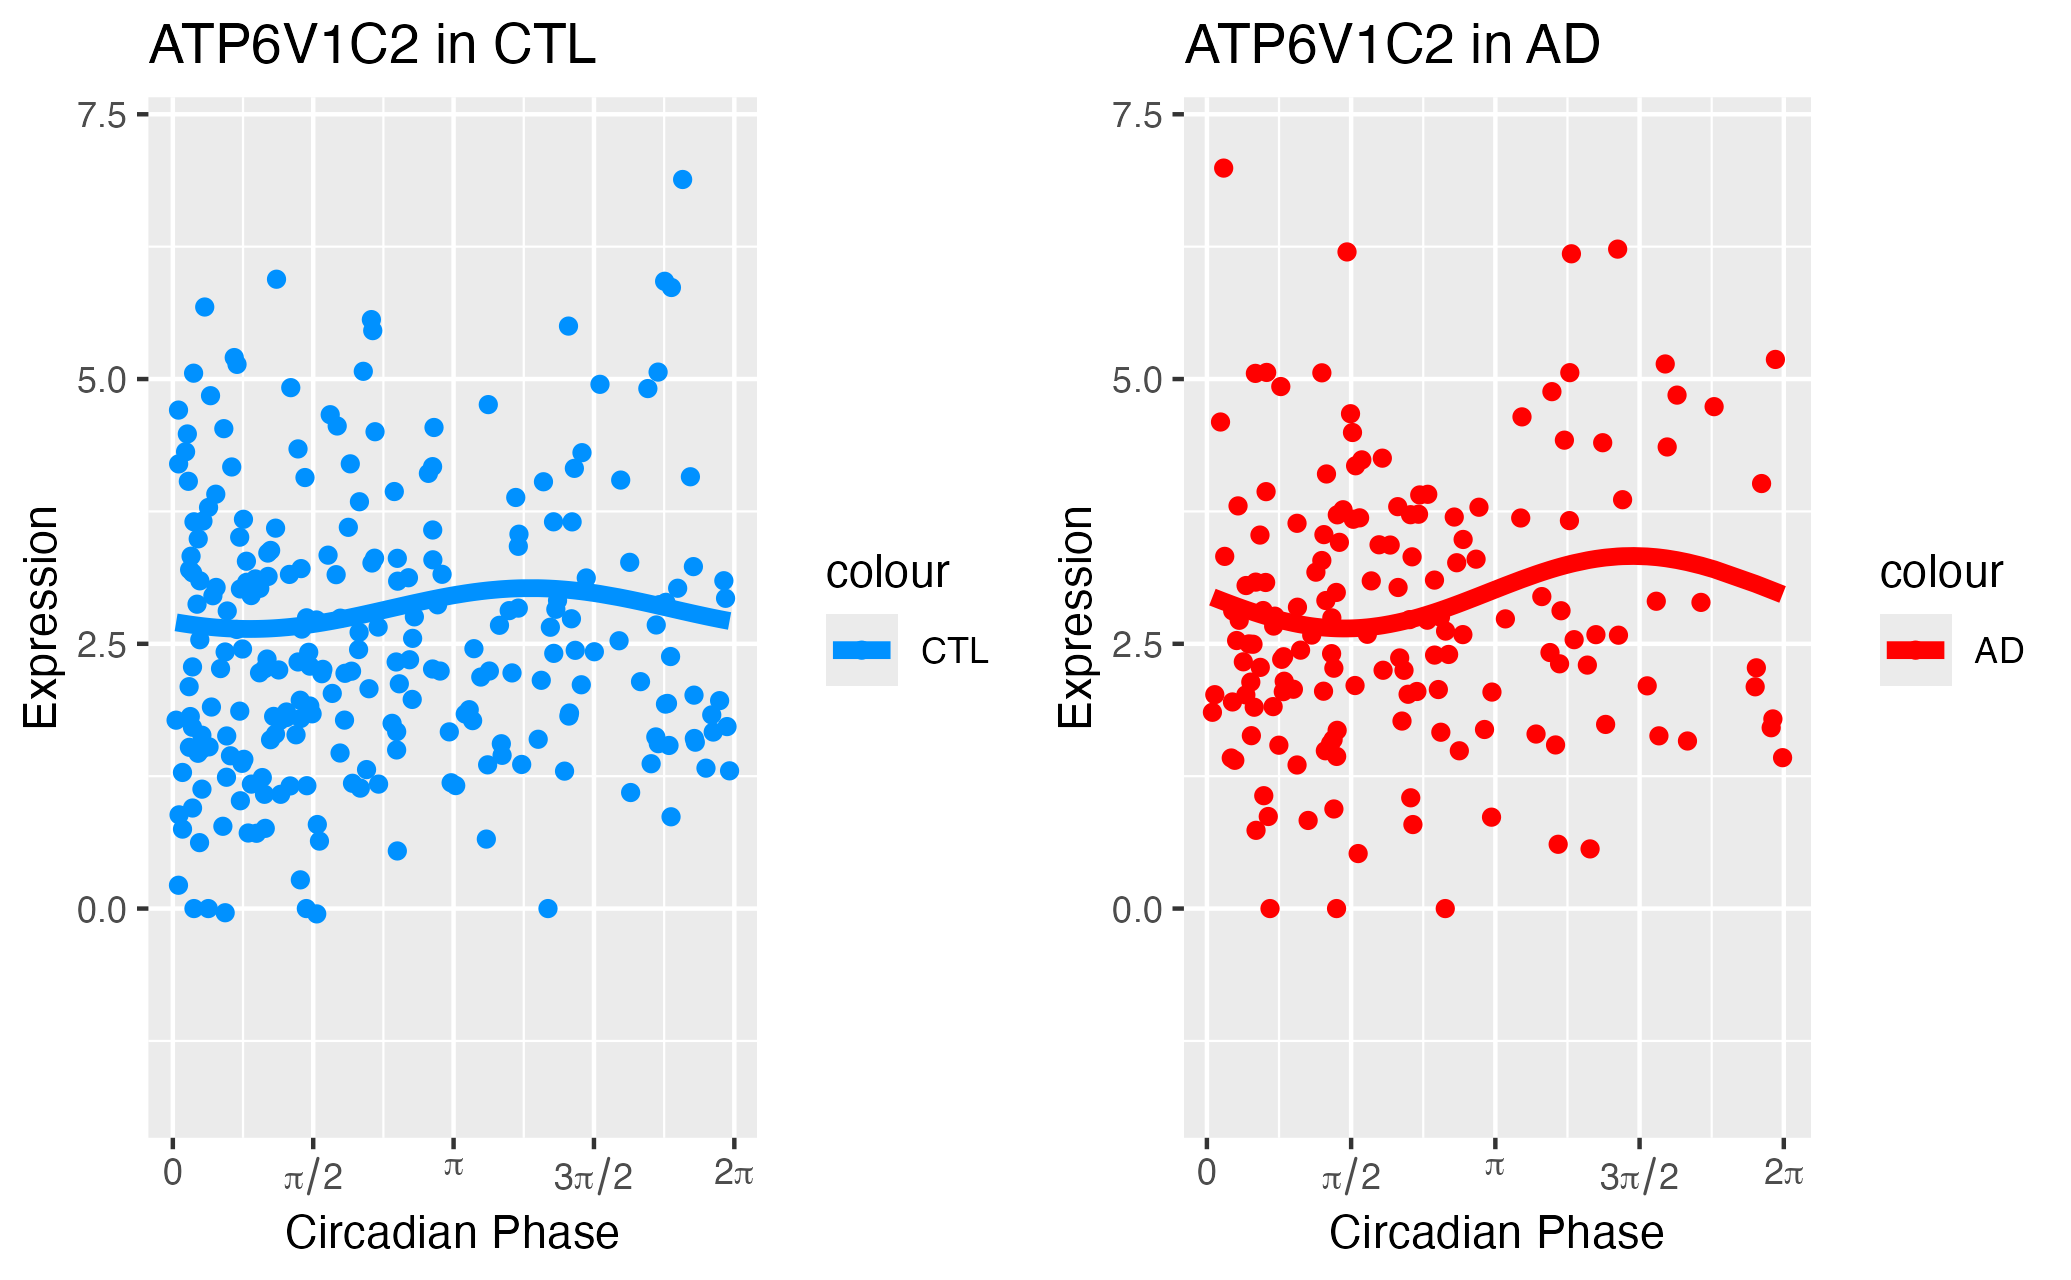 ATP6V1C2 in CTL
7.5
5.0
2.5
0.0
Expression
0
π/2
π
3π/2
2π
Circadian Phase
colour
CTL
ATP6V1C2 in AD
7.5
5.0
2.5
0.0
Expression
0
π/2
π
3π/2
2π
Circadian Phase
colour
AD